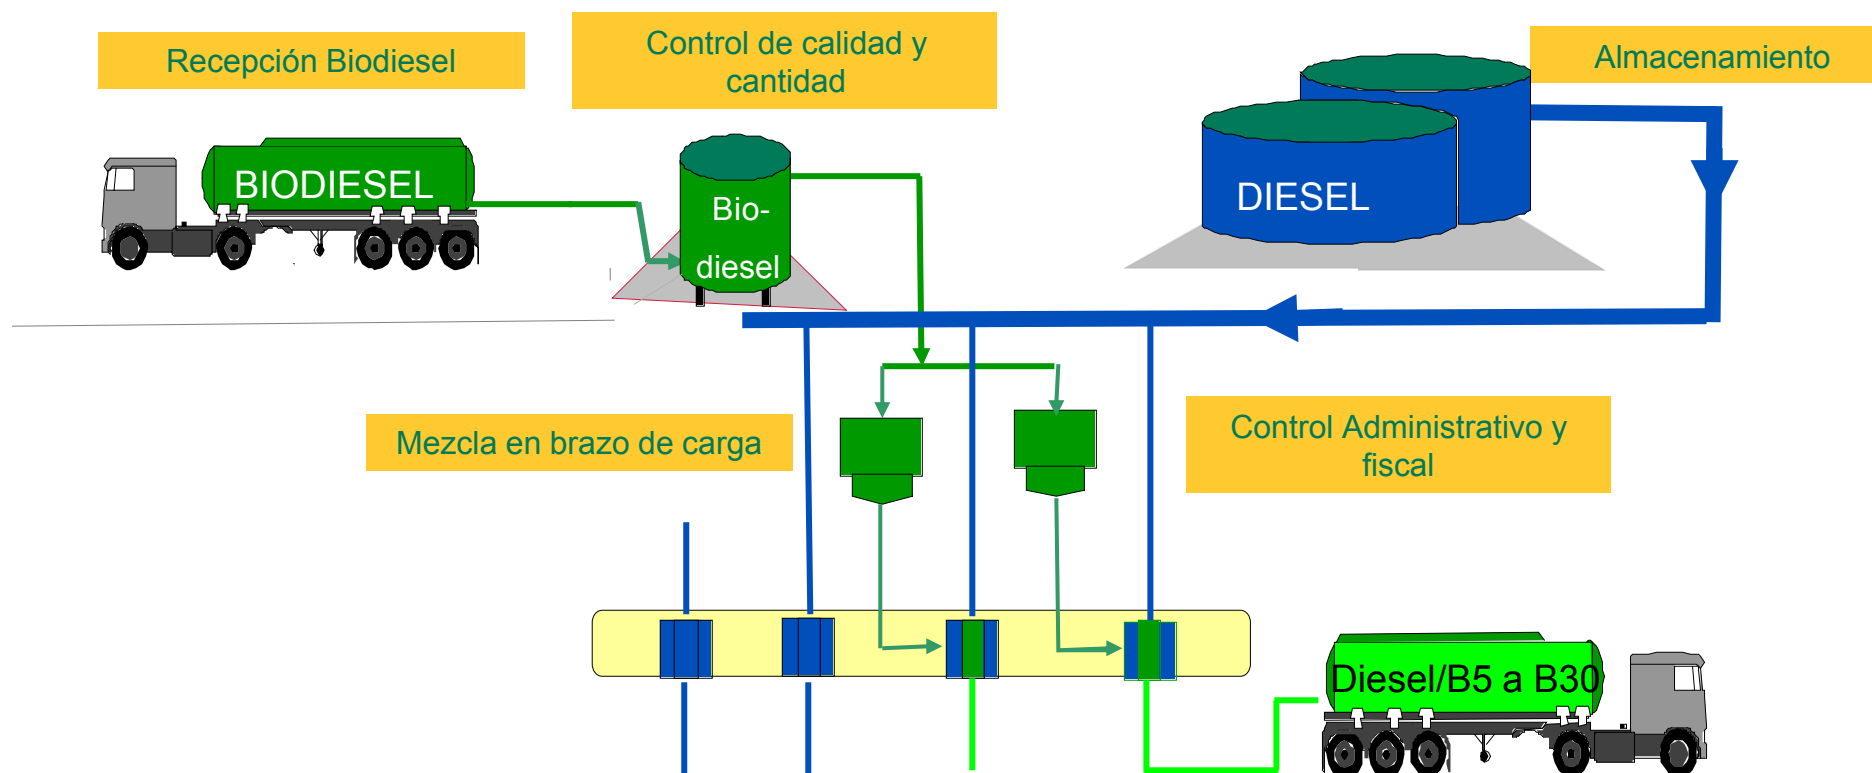 Recepción Biodiesel
Control de calidad y
cantidad
Almacenamiento
BIODIESEL
Bio-
diesel
DIESEL
Mezcla en brazo de carga
Control Administrativo y
fiscal
Diesel/B5 a B30